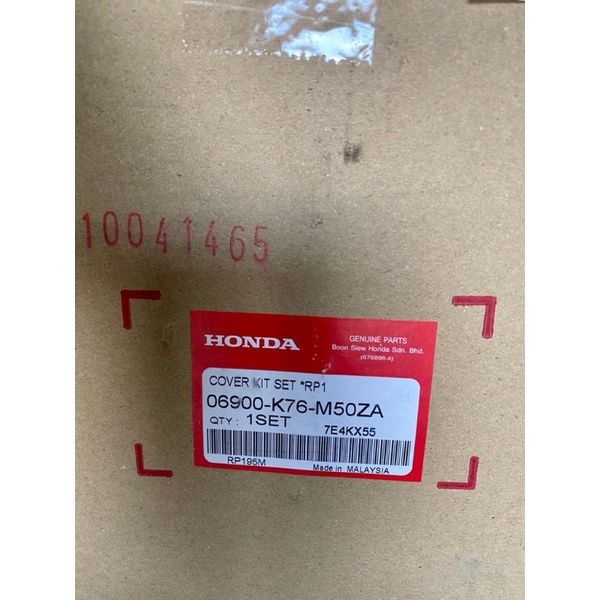 10041465
HONDA
GENUINE PARTS
Boon Siew Honda Sdn. Bhd.
(676896-A)
COVER KIT SET *RP1
06900-K76-M50ZA
QTY : 1SET
7E4KX55
RP195M
Made in MALAYSIA